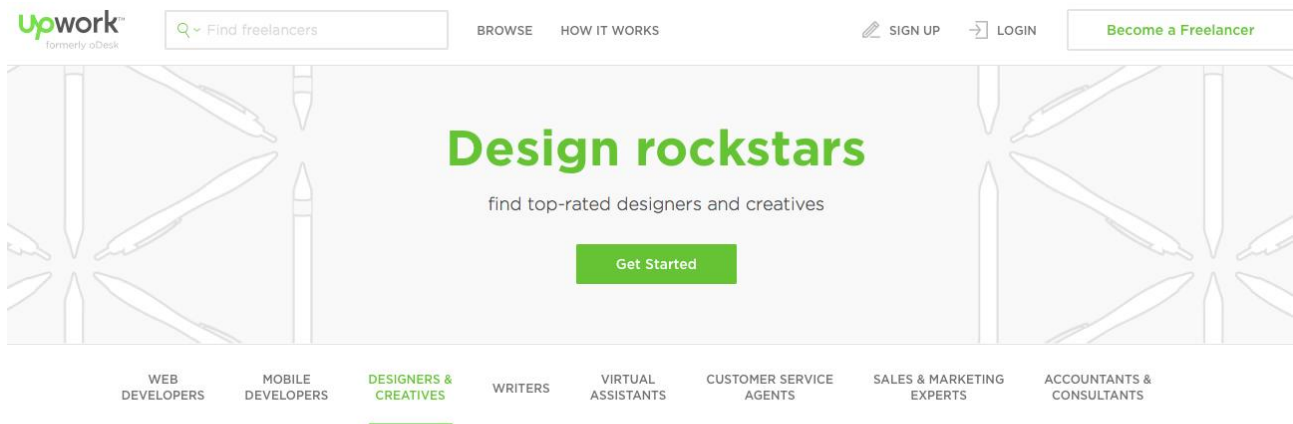 Upwork™
formerly oDesk
Find freelancers
BROWSE
HOW IT WORKS
SIGN UP
LOGIN
Become a Freelancer
Design rockstars
find top-rated designers and creatives
Get Started
WEB
DEVELOPERS
MOBILE
DEVELOPERS
DESIGNERS &
CREATIVES
WRITERS
VIRTUAL
ASSISTANTS
CUSTOMER SERVICE
AGENTS
SALES & MARKETING
EXPERTS
ACCOUNTANTS &
CONSULTANTS